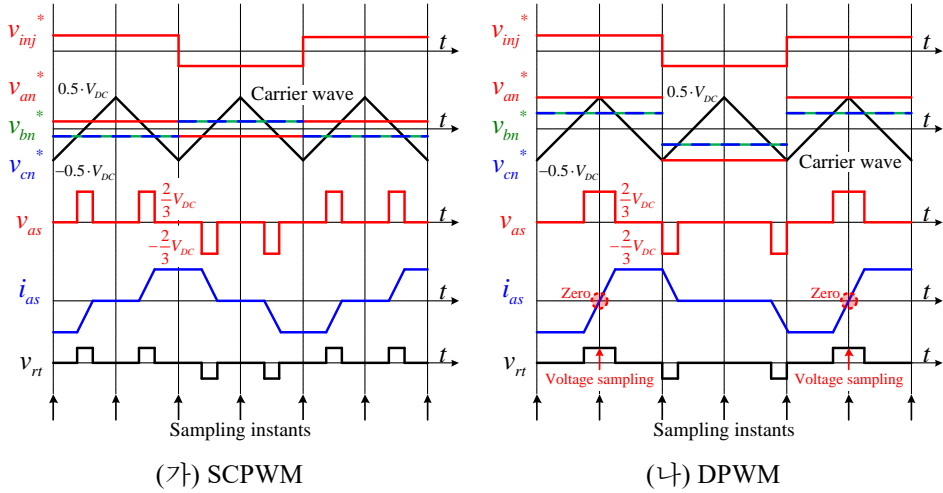 v_inj* t
0.5·V_DC Carrier wave
v_an*
v_bn* t
v_cn*
−0.5·V_DC
2/3 V_DC
v_as t
−2/3 V_DC
i_as t
v_rt t
Sampling instants
(가) SCPWM
v_inj* t
v_an* 0.5·V_DC
v_bn* t
v_cn* Carrier wave
−0.5·V_DC
2/3 V_DC
v_as t
−2/3 V_DC
Zero Zero
i_as t
v_rt t
Voltage sampling Voltage sampling
Sampling instants
(나) DPWM